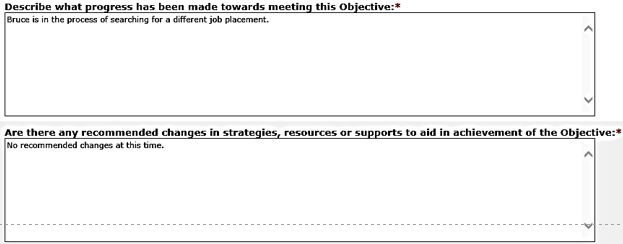 Describe what progress has been made towards meeting this Objective:*
Bruce is in the process of searching for a different job placement.
Are there any recommended changes in strategies, resources or supports to aid in achievement of the Objective:*
No recommended changes at this time.